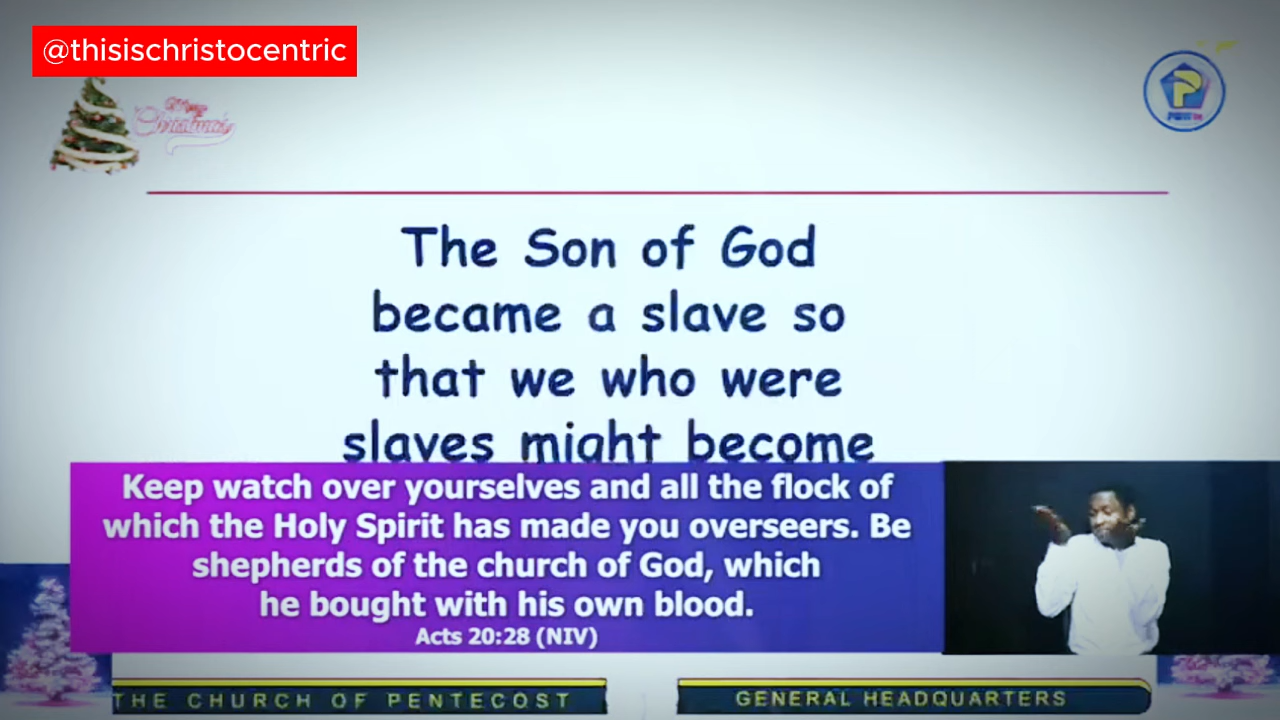 @thisischristocentric
Merry
Christmas
P
The Son of God
became a slave so
that we who were
slaves might become
Keep watch over yourselves and all the flock of
which the Holy Spirit has made you overseers. Be
shepherds of the church of God, which
he bought with his own blood.
Acts 20:28 (NIV)
THE CHURCH OF PENTECOST
GENERAL HEADQUARTERS